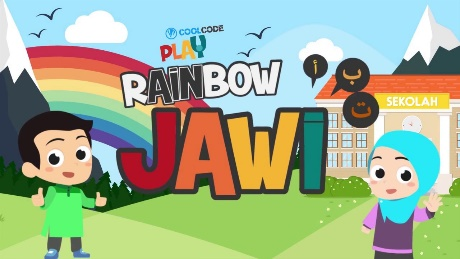 COOLCODE
PLAY
RAINBOW
JAWI
أ
ب
ت
SEKOLAH